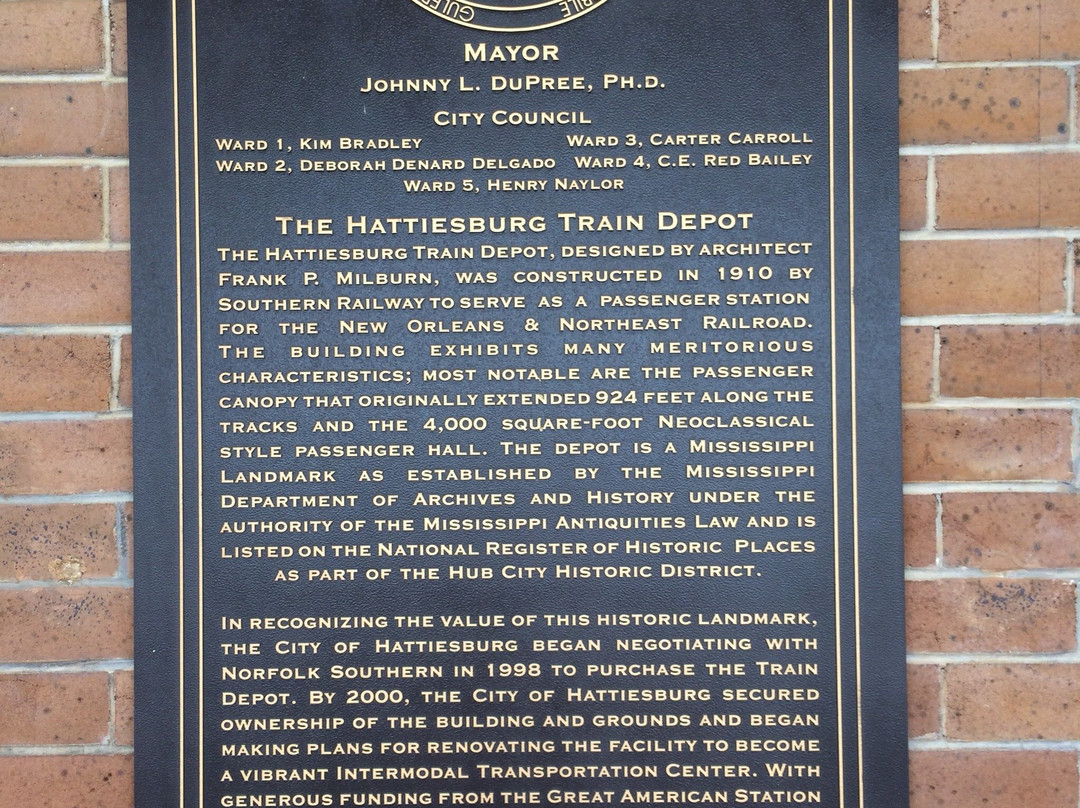 Mayor
Johnny L. DuPree, Ph.D.
City Council
Ward 1, Kim Bradley Ward 3, Carter Carroll
Ward 2, Deborah Denard Delgado Ward 4, C.E. Red Bailey
Ward 5, Henry Naylor
The Hattiesburg Train Depot
The Hattiesburg Train Depot, designed by architect
Frank P. Milburn, was constructed in 1910 by
Southern Railway to serve as a passenger station
for the New Orleans & Northeast Railroad.
The building exhibits many meritorious
characteristics; most notable are the passenger
canopy that originally extended 924 feet along the
tracks and the 4,000 square-foot Neoclassical
style passenger hall. The depot is a Mississippi
Landmark as established by the Mississippi
Department of Archives and History under the
authority of the Mississippi Antiquities Law and is
listed on the National Register of Historic Places
as part of the Hub City Historic District.
In recognizing the value of this historic landmark,
the City of Hattiesburg began negotiating with
Norfolk Southern in 1998 to purchase the Train
Depot. By 2000, the City of Hattiesburg secured
ownership of the building and grounds and began
making plans for renovating the facility to become
a vibrant Intermodal Transportation Center. With
generous funding from the Great American Station